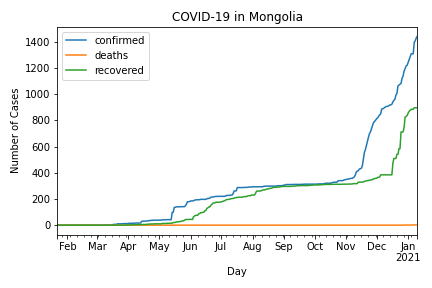 COVID-19 in Mongolia
confirmed
deaths
recovered
Number of Cases
1400
1200
1000
800
600
400
200
0
Feb Mar Apr May Jun Jul Aug Sep Oct Nov Dec Jan
2021
Day